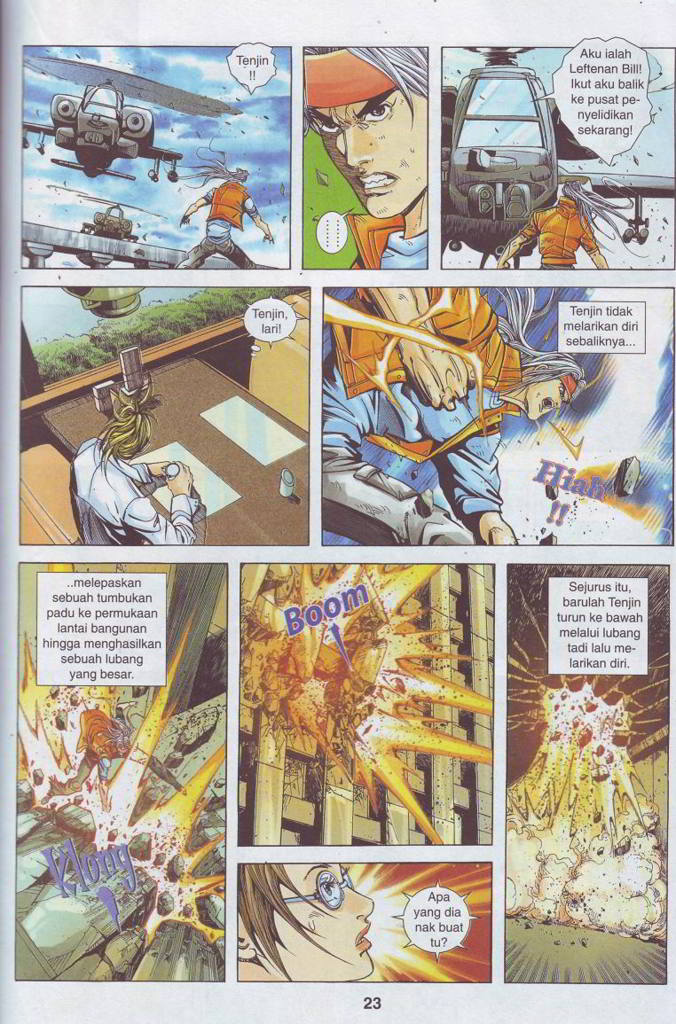 Tenjin
!!
Aku ialah
Leftenan Bill!
Ikut aku balik
ke pusat pe-
nyelidikan
sekarang!
Tenjin,
lari!
Tenjin tidak
melarikan diri
sebaliknya...
Hiah
!!
..melepaskan
sebuah tumbukan
padu ke permukaan
lantai bangunan
hingga menghasilkan
sebuah lubang
yang besar.
Klong
!
Boom
!
Apa
yang dia
nak buat
tu?
Sejurus itu,
barulah Tenjin
turun ke bawah
melalui lubang
tadi lalu me-
larikan diri.
23